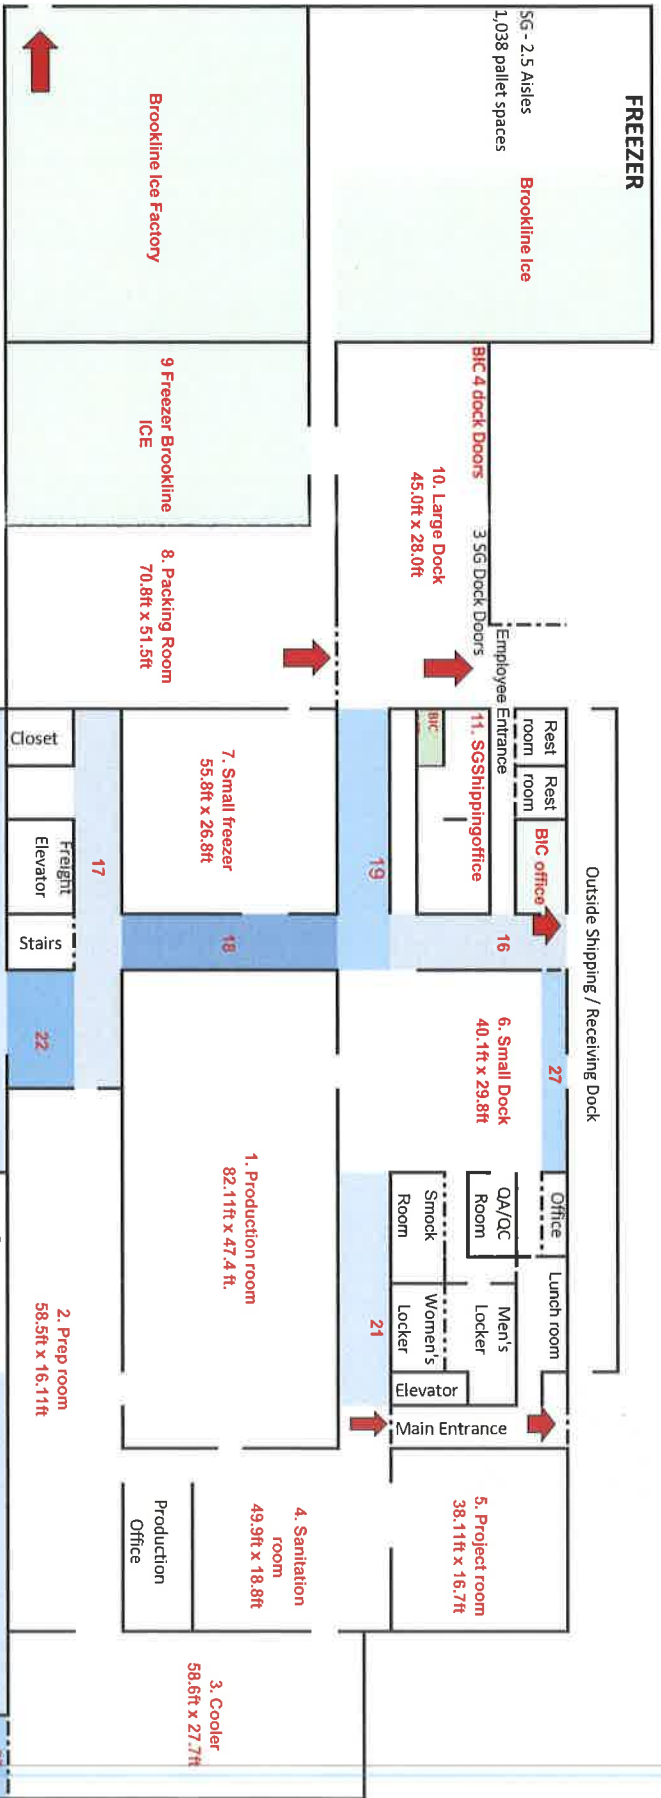 FREEZER
SG - 2.5 Aisles
1,038 pallet spaces
Brookline Ice
Brookline Ice Factory
BIC 4 dock Doors
3 SG Dock Doors
Employee Entrance
10. Large Dock
45.0ft x 28.0ft
9 Freezer Brookline
ICE
8. Packing Room
70.8ft x 51.5ft
Outside Shipping / Receiving Dock
Rest
room
Rest
room
BIC office
11. SGShippingoffice
BIC
19
16
7. Small freezer
55.8ft x 26.8ft
18
17
Closet
Freight
Elevator
Stairs
22
27
6. Small Dock
40.1ft x 29.8ft
Office
Lunch room
QA/QC
Room
Men's
Locker
Smock
Room
Women's
Locker
Elevator
21
Main Entrance
1. Production room
82.11ft x 47.4 ft.
2. Prep room
58.5ft x 16.11ft
5. Project room
38.11ft x 16.7ft
4. Sanitation
room
49.9ft x 18.8ft
Production
Office
3. Cooler
58.6ft x 27.7ft